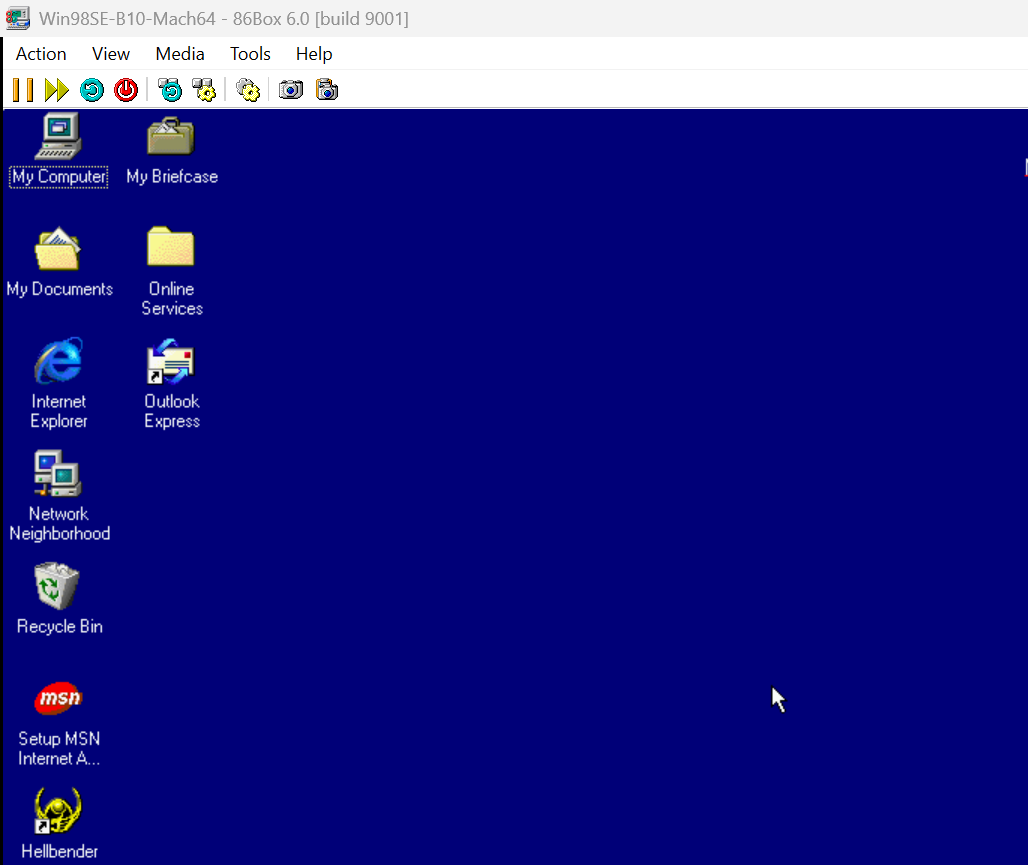 Win98SE-B10-Mach64 - 86Box 6.0 [build 9001]
Action View Media Tools Help
My Computer
My Briefcase
My Documents
Online
Services
Internet
Explorer
Outlook
Express
Network
Neighborhood
Recycle Bin
msn
Setup MSN
Internet A...
Hellbender